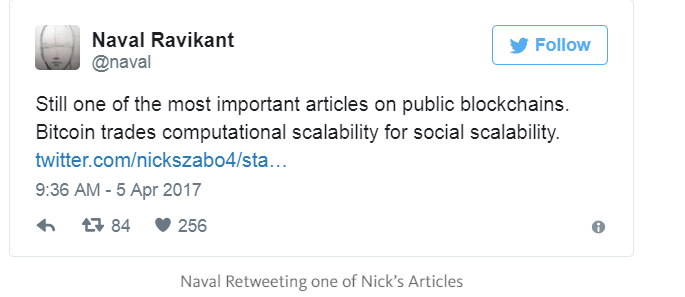 Naval Ravikant
@naval
Follow
Still one of the most important articles on public blockchains.
Bitcoin trades computational scalability for social scalability.
twitter.com/nickszabo4/sta…
9:36 AM - 5 Apr 2017
84 256
Naval Retweeting one of Nick's Articles